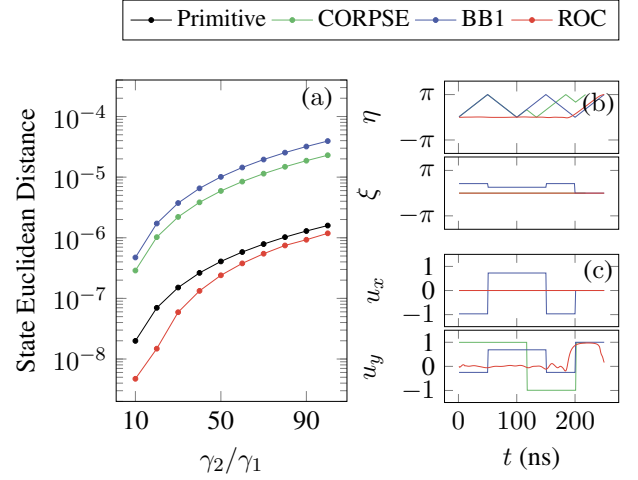 Primitive CORPSE BB1 ROC
(a)
State Euclidean Distance
10⁻⁴
10⁻⁵
10⁻⁶
10⁻⁷
10⁻⁸
10 50 90
γ₂/γ₁
(b)
η
π
−π
ξ
π
−π
(c)
uₓ
1
0
−1
u_y
1
0
−1
0 100 200
t (ns)